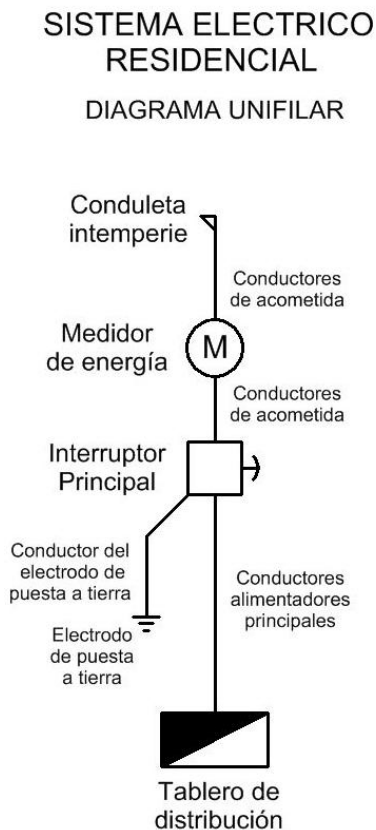 SISTEMA ELECTRICO
RESIDENCIAL
DIAGRAMA UNIFILAR
Conduleta
intemperie
Conductores
de acometida
Medidor
de energía
M
Conductores
de acometida
Interruptor
Principal
Conductor del
electrodo de
puesta a tierra
Electrodo
de puesta
a tierra
Conductores
alimentadores
principales
Tablero de
distribución